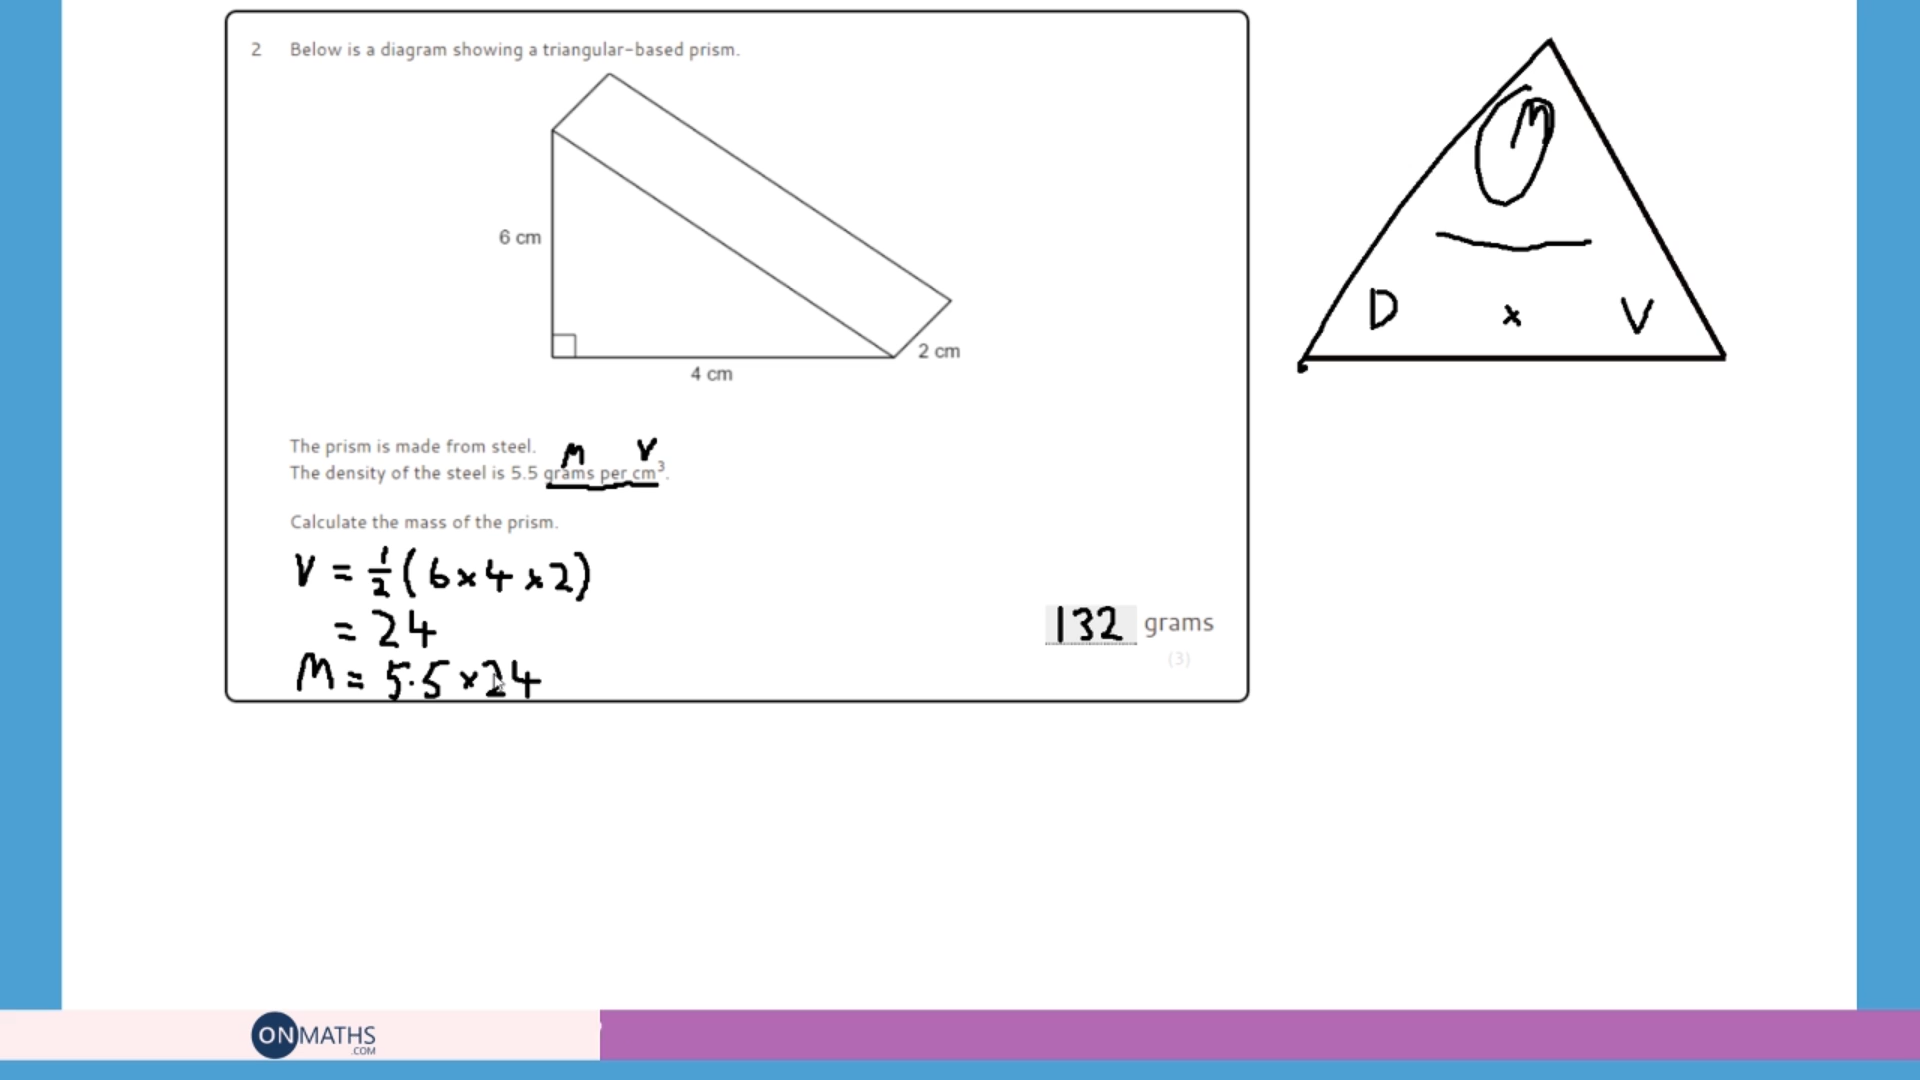 2 Below is a diagram showing a triangular-based prism.
6 cm
2 cm
4 cm
M
D x V
The prism is made from steel.
M V
The density of the steel is 5.5 grams per cm³.
Calculate the mass of the prism.
V = ½(6×4×2)
= 24
132 grams
M = 5.5×24
(3)
ONMATHS
.COM